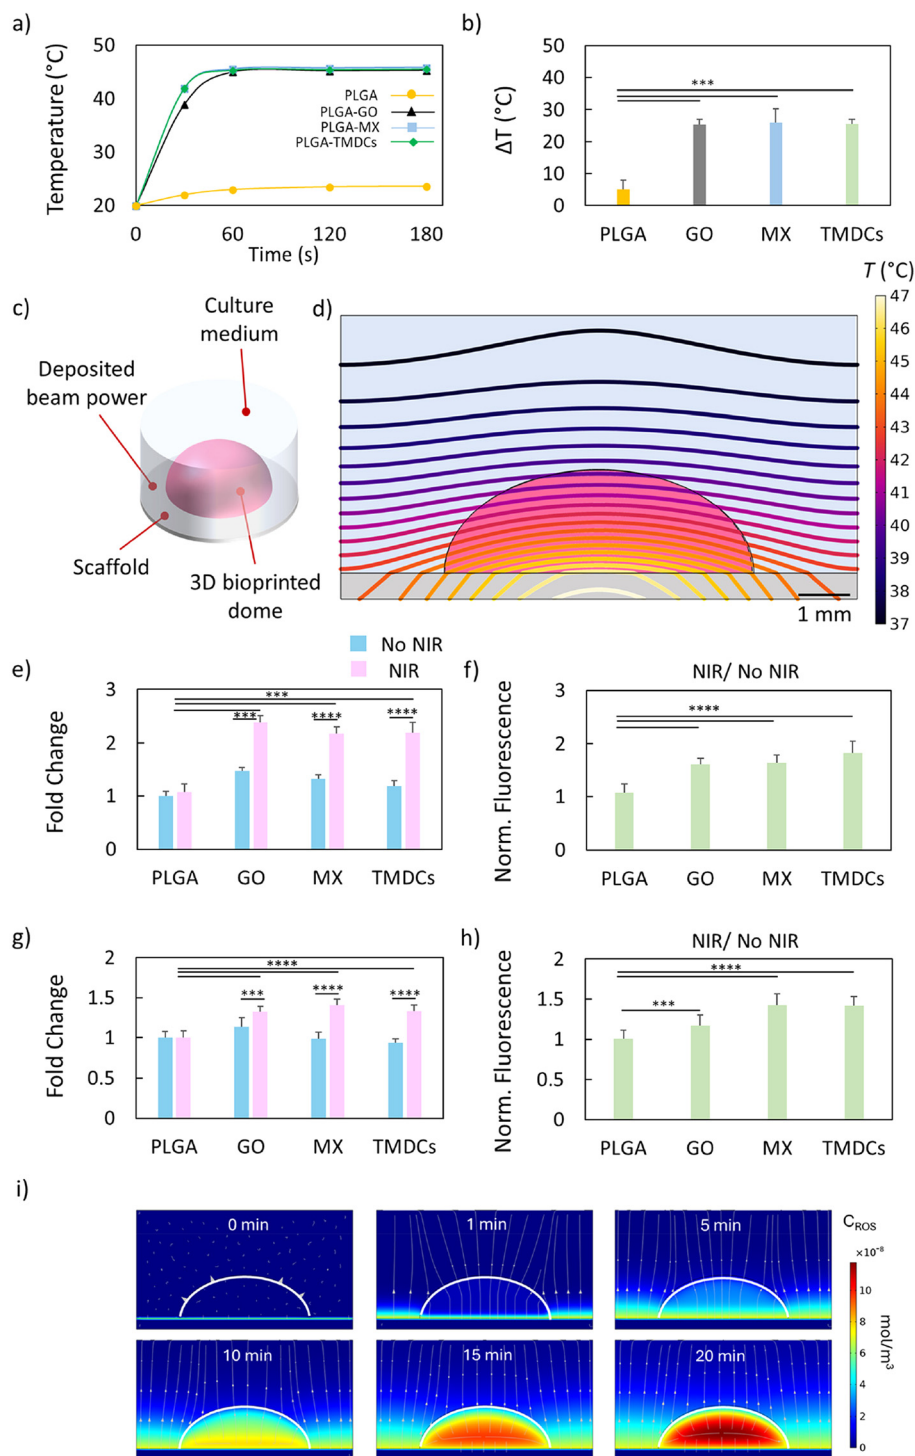 a)
Temperature (°C)
50
40
30
20
0
60
120
180
Time (s)
PLGA
PLGA-GO
PLGA-MX
PLGA-TMDCs
b)
ΔT (°C)
50
40
30
20
10
0
***
PLGA
GO
MX
TMDCs
c)
Culture
medium
Deposited
beam power
Scaffold
3D bioprinted
dome
d)
1 mm
T (°C)
47
46
45
44
43
42
41
40
39
38
37
No NIR
NIR
e)
Fold Change
3
2
1
0
***
***
****
****
PLGA
GO
MX
TMDCs
f)
NIR/ No NIR
Norm. Fluorescence
3
2
1
0
****
PLGA
GO
MX
TMDCs
g)
Fold Change
2
1.5
1
0.5
0
****
***
****
****
PLGA
GO
MX
TMDCs
h)
NIR/ No NIR
Norm. Fluorescence
2
1.5
1
0.5
0
****
***
PLGA
GO
MX
TMDCs
i)
0 min
1 min
5 min
10 min
15 min
20 min
CROS
×10⁻⁸
10
8
6
4
2
0
mol/m³